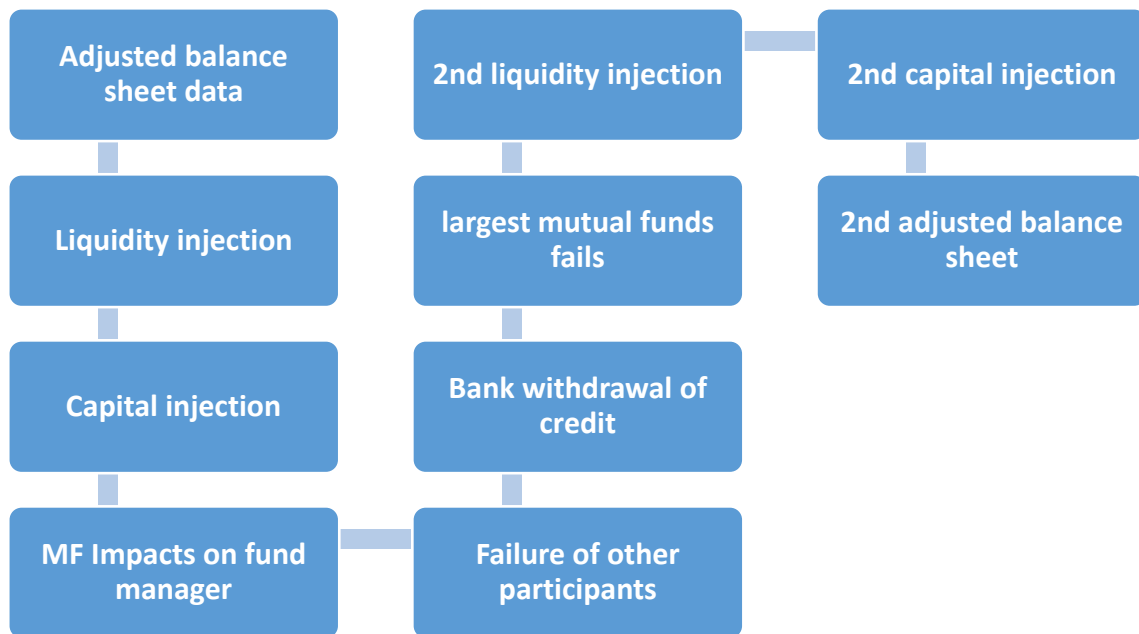 Adjusted balance
sheet data
Liquidity injection
Capital injection
MF Impacts on fund
manager
Failure of other
participants
Bank withdrawal of
credit
largest mutual funds
fails
2nd liquidity injection
2nd capital injection
2nd adjusted balance
sheet